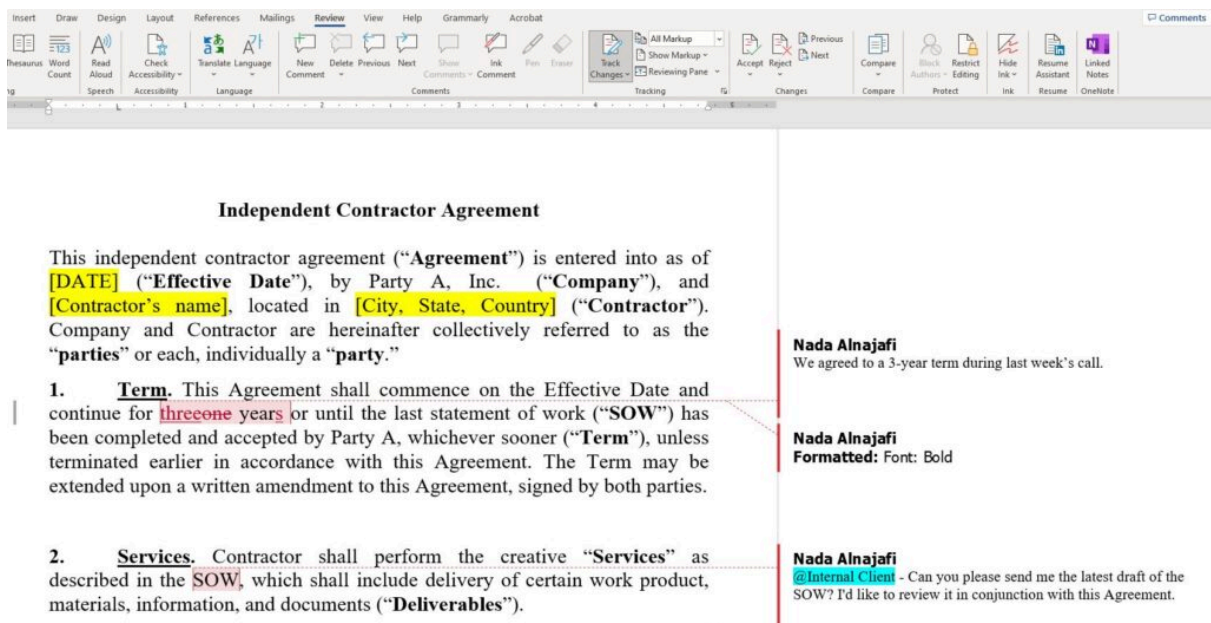 Insert Draw Design Layout References Mailings Review View Help Grammarly Acrobat
Comments
Thesaurus Word Count
Read Aloud
Check Accessibility
Translate Language
New Comment
Delete Previous Next
Show Comments
Ink Comment
Pen Eraser
Track Changes
All Markup
Show Markup
Reviewing Pane
Accept Reject
Previous
Next
Compare
Block Authors
Restrict Editing
Hide Ink
Resume Assistant
Linked Notes
Speech Accessibility Language Comments Tracking Changes Compare Protect Ink Resume OneNote
1 2 3 4 5
Independent Contractor Agreement
This independent contractor agreement (“Agreement”) is entered into as of
[DATE] (“Effective Date”), by Party A, Inc. (“Company”), and
[Contractor’s name], located in [City, State, Country] (“Contractor”).
Company and Contractor are hereinafter collectively referred to as the
“parties” or each, individually a “party.”
1. Term. This Agreement shall commence on the Effective Date and
continue for threeone years or until the last statement of work (“SOW”) has
been completed and accepted by Party A, whichever sooner (“Term”), unless
terminated earlier in accordance with this Agreement. The Term may be
extended upon a written amendment to this Agreement, signed by both parties.
2. Services. Contractor shall perform the creative “Services” as
described in the SOW, which shall include delivery of certain work product,
materials, information, and documents (“Deliverables”).
Nada Alnajafi
We agreed to a 3-year term during last week’s call.
Nada Alnajafi
Formatted: Font: Bold
Nada Alnajafi
@Internal Client - Can you please send me the latest draft of the
SOW? I'd like to review it in conjunction with this Agreement.